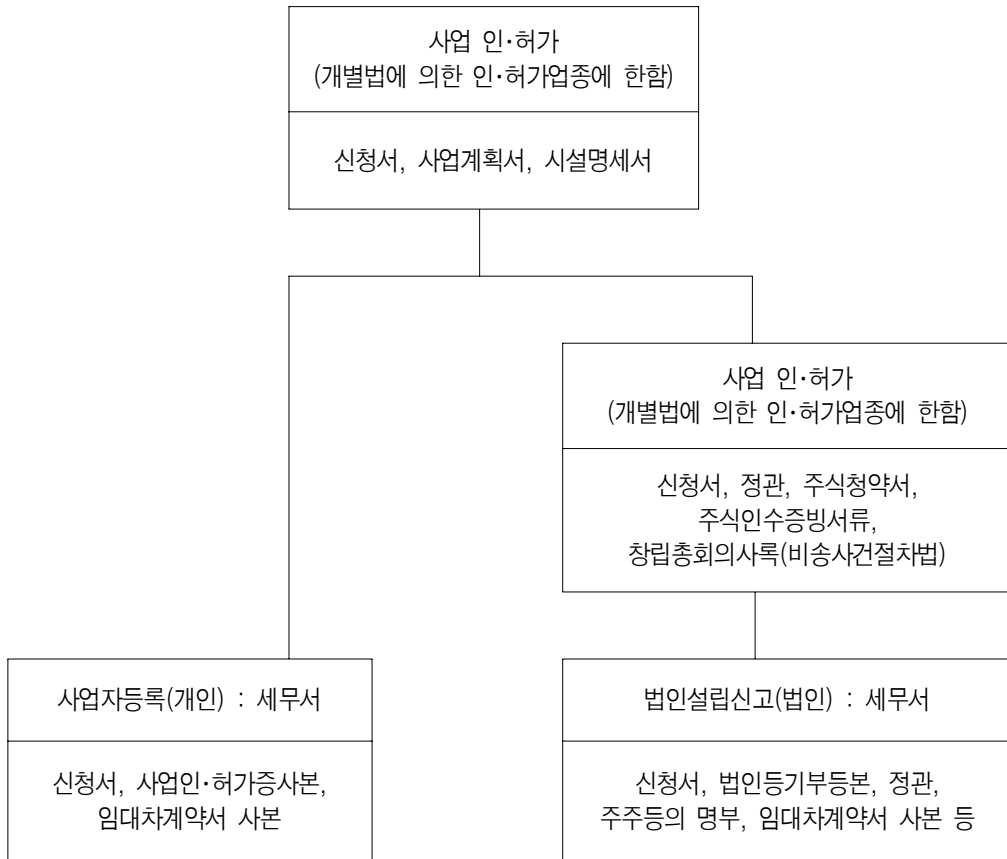 사업 인·허가
(개별법에 의한 인·허가업종에 한함)
신청서, 사업계획서, 시설명세서
사업 인·허가
(개별법에 의한 인·허가업종에 한함)
신청서, 정관, 주식청약서,
주식인수증빙서류,
창립총회의사록(비송사건절차법)
사업자등록(개인) : 세무서
신청서, 사업인·허가증사본,
임대차계약서 사본
법인설립신고(법인) : 세무서
신청서, 법인등기부등본, 정관,
주주등의 명부, 임대차계약서 사본 등